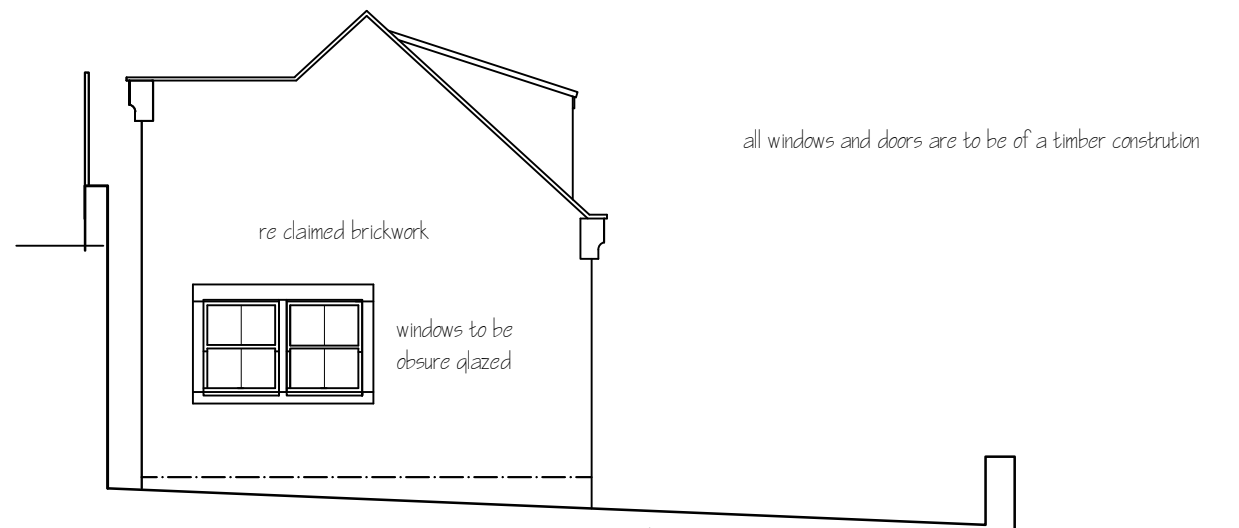 all windows and doors are to be of a timber constrution
re claimed brickwork
windows to be
obsure glazed